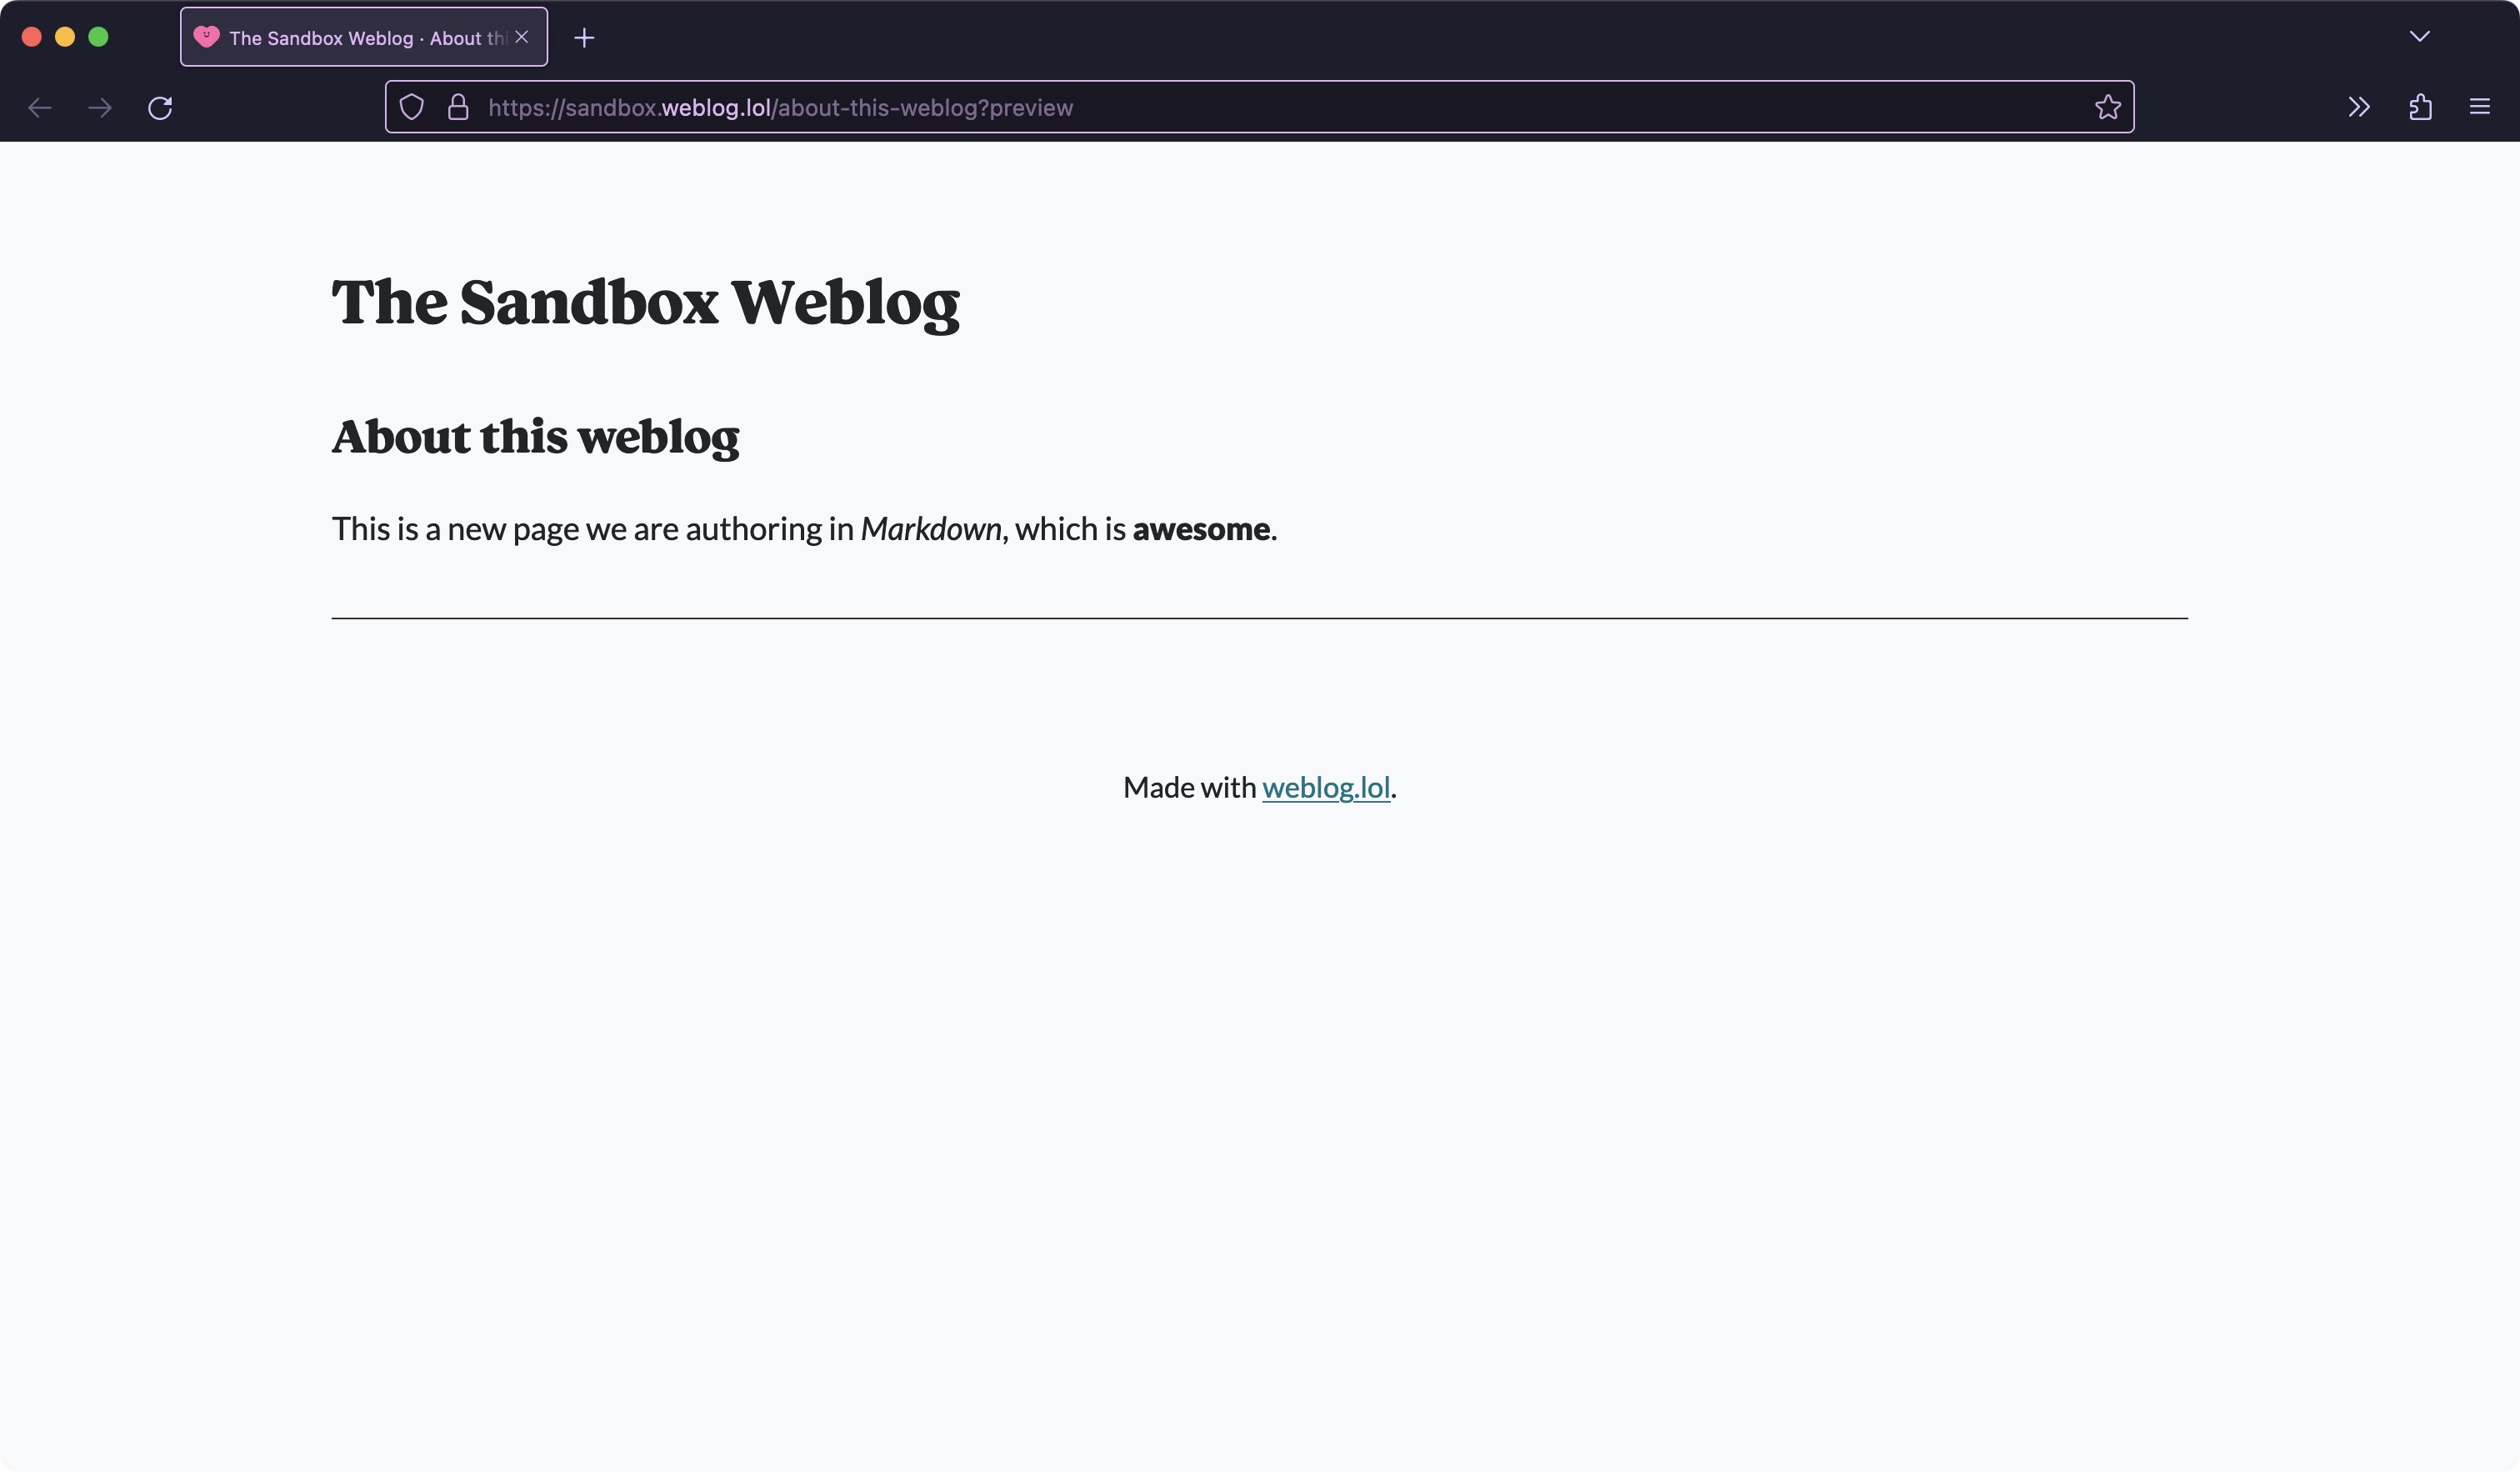 The Sandbox Weblog · About thi
https://sandbox.weblog.lol/about-this-weblog?preview
The Sandbox Weblog
About this weblog
This is a new page we are authoring in Markdown, which is awesome.
Made with weblog.lol.